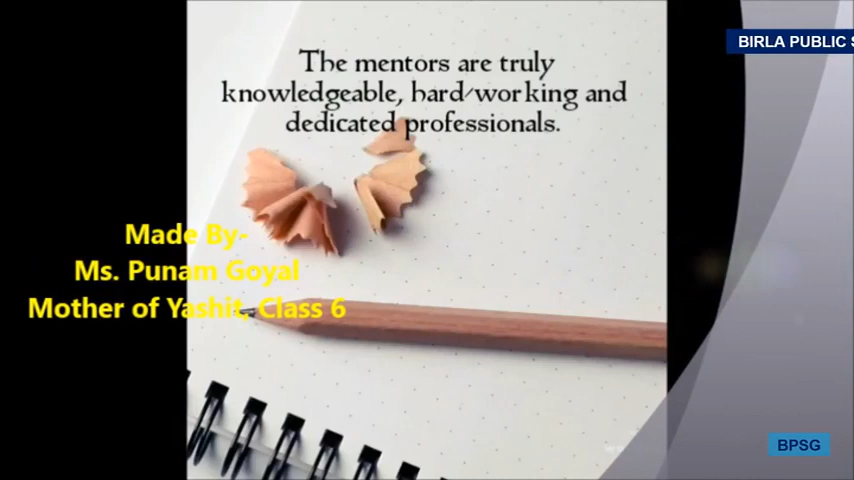 The mentors are truly
knowledgeable, hard-working and
dedicated professionals.
BIRLA PUBLIC S
Made By-
Ms. Punam Goyal
Mother of Yashit, Class 6
BPSG